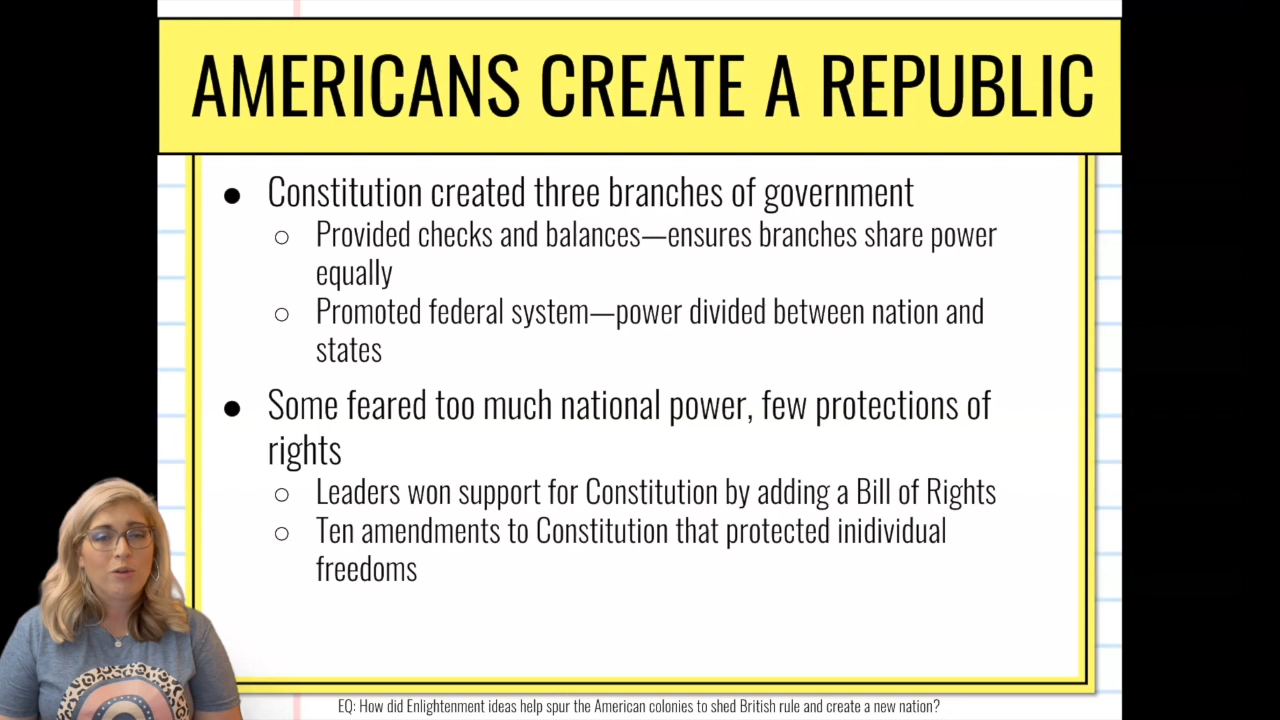 AMERICANS CREATE A REPUBLIC
● Constitution created three branches of government
○ Provided checks and balances—ensures branches share power
equally
○ Promoted federal system—power divided between nation and
states
● Some feared too much national power, few protections of
rights
○ Leaders won support for Constitution by adding a Bill of Rights
○ Ten amendments to Constitution that protected inidividual
freedoms
EQ: How did Enlightenment ideas help spur the American colonies to shed British rule and create a new nation?